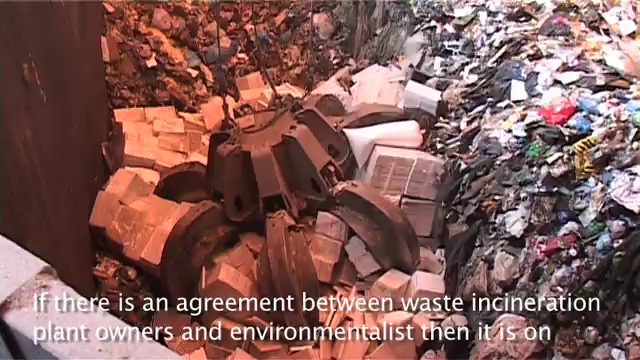 If there is an agreement between waste incineration
plant owners and environmentalist then it is on